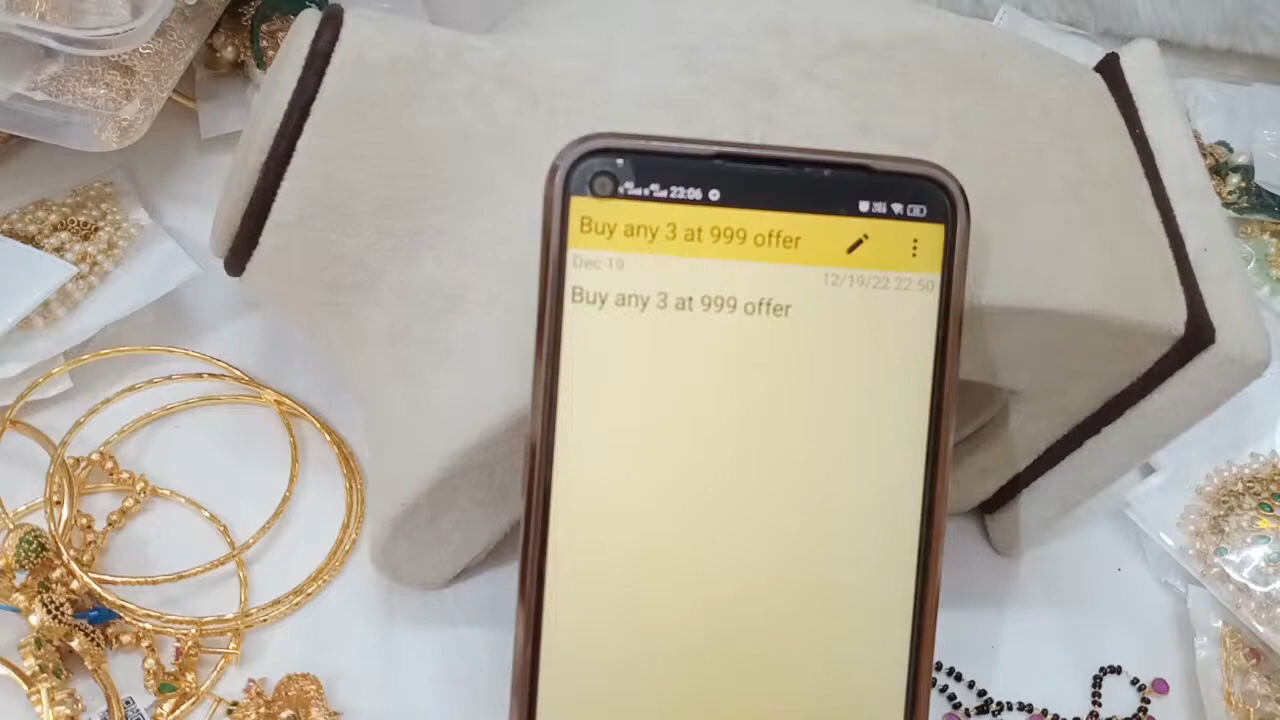 23:06
Buy any 3 at 999 offer
Dec 19
12/19/22 22:50
Buy any 3 at 999 offer